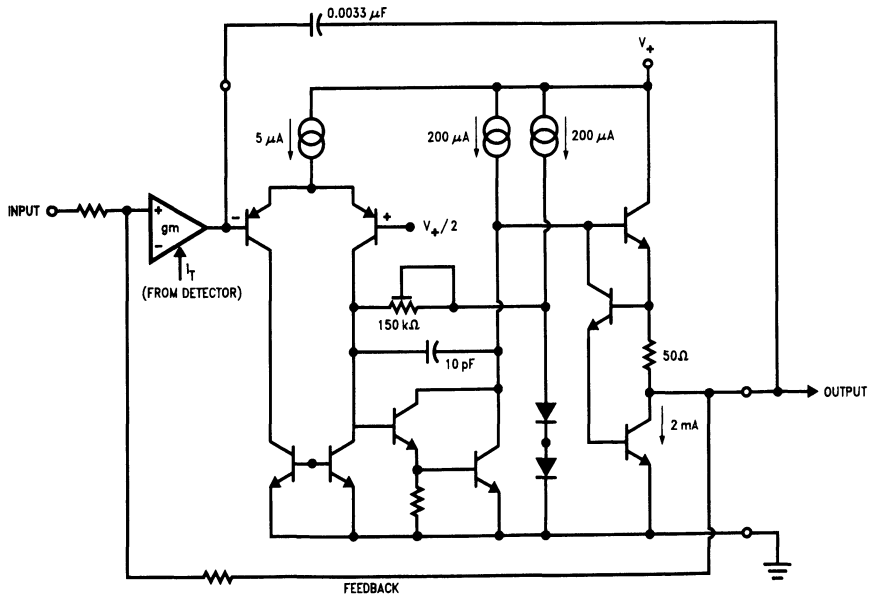 0.0033 μF
V+
5 μA
200 μA
200 μA
INPUT
+
gm
-
-
+
V+/2
IT
(FROM DETECTOR)
150 kΩ
10 pF
50Ω
OUTPUT
2 mA
FEEDBACK